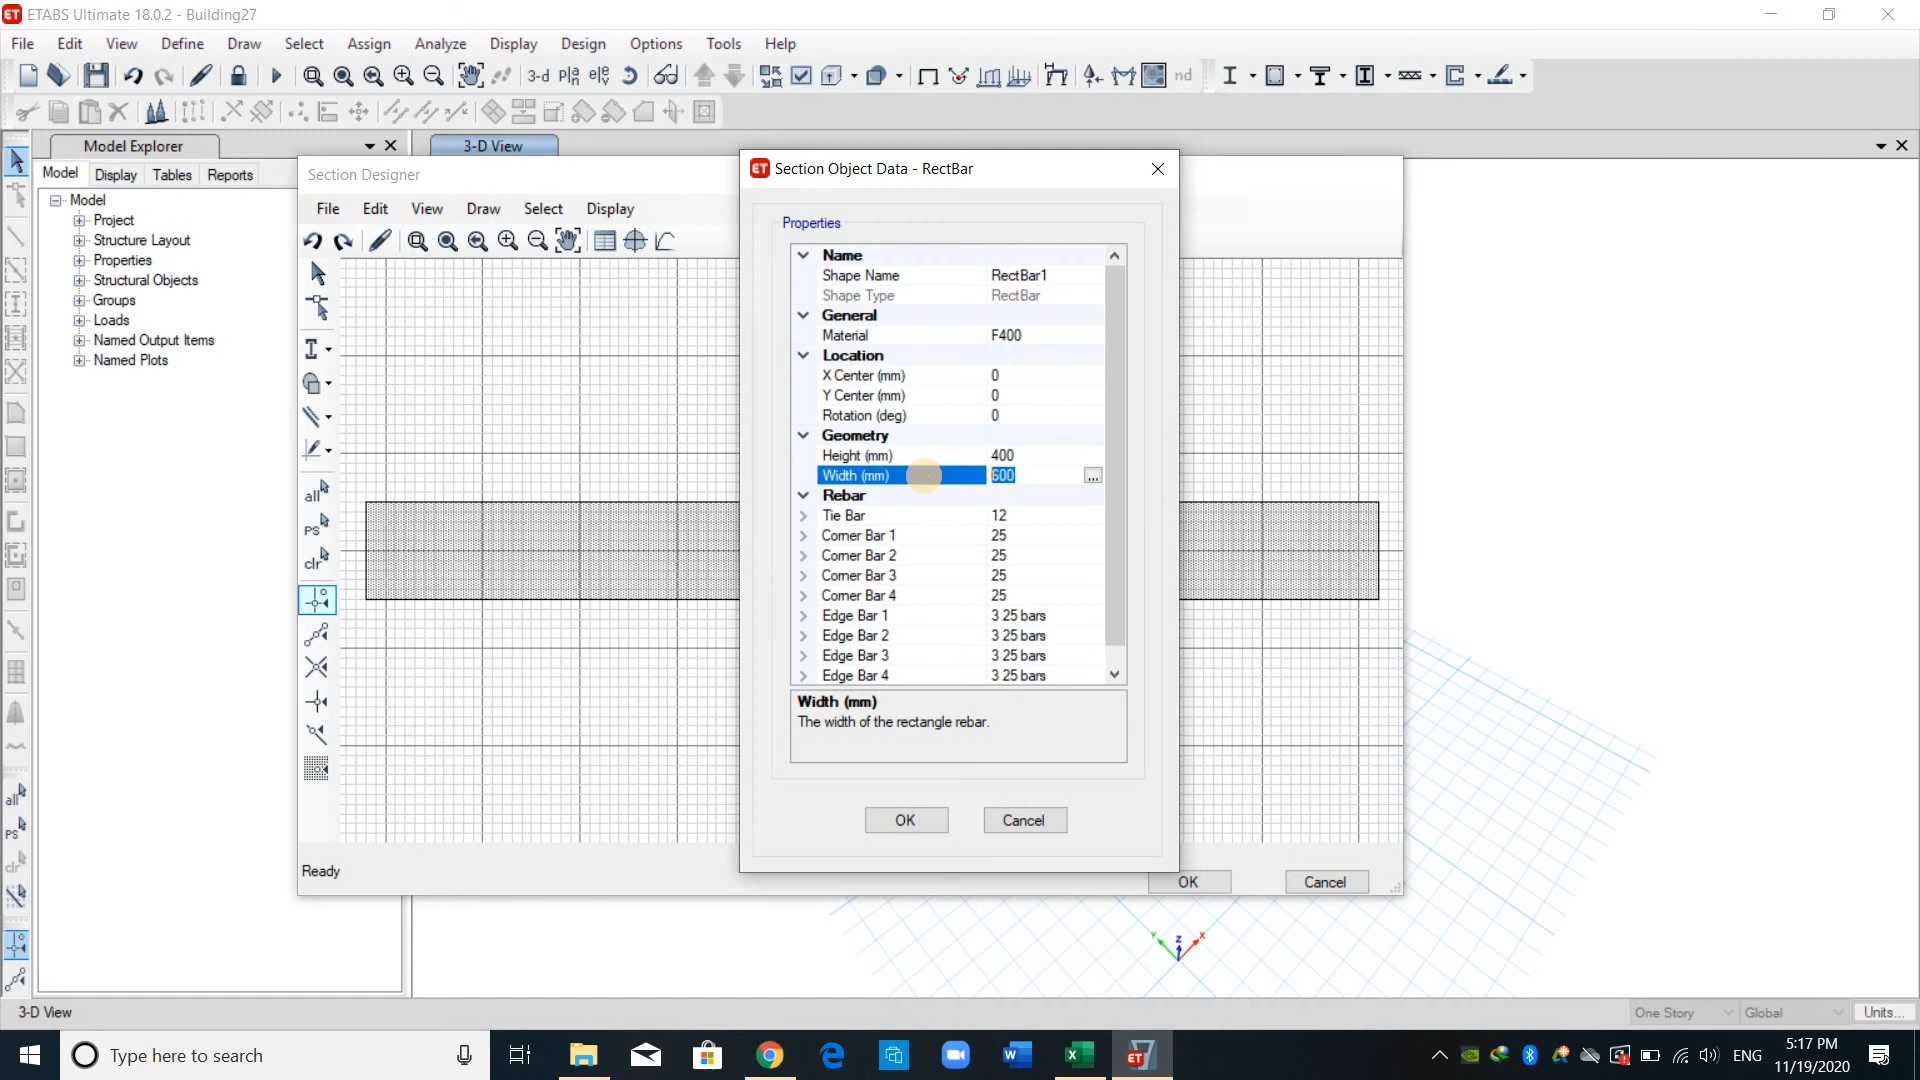 ETABS Ultimate 18.0.2 - Building27
File Edit View Define Draw Select Assign Analyze Display Design Options Tools Help
3-d nd
Model Explorer
3-D View
Model Display Tables Reports
Model
Project
Structure Layout
Properties
Structural Objects
Groups
Loads
Named Output Items
Named Plots
Section Designer
File Edit View Draw Select Display
all
PS
clr
Ready
OK Cancel
Section Object Data - RectBar
Properties
Name
Shape Name RectBar1
Shape Type RectBar
General
Material F400
Location
X Center (mm) 0
Y Center (mm) 0
Rotation (deg) 0
Geometry
Height (mm) 400
Width (mm) 600 ...
Rebar
Tie Bar 12
Corner Bar 1 25
Corner Bar 2 25
Corner Bar 3 25
Corner Bar 4 25
Edge Bar 1 3 25 bars
Edge Bar 2 3 25 bars
Edge Bar 3 3 25 bars
Edge Bar 4 3 25 bars
Width (mm)
The width of the rectangle rebar.
OK Cancel
all
PS
clr
Y Z X
3-D View
One Story Global Units...
Type here to search
ENG
5:17 PM
11/19/2020